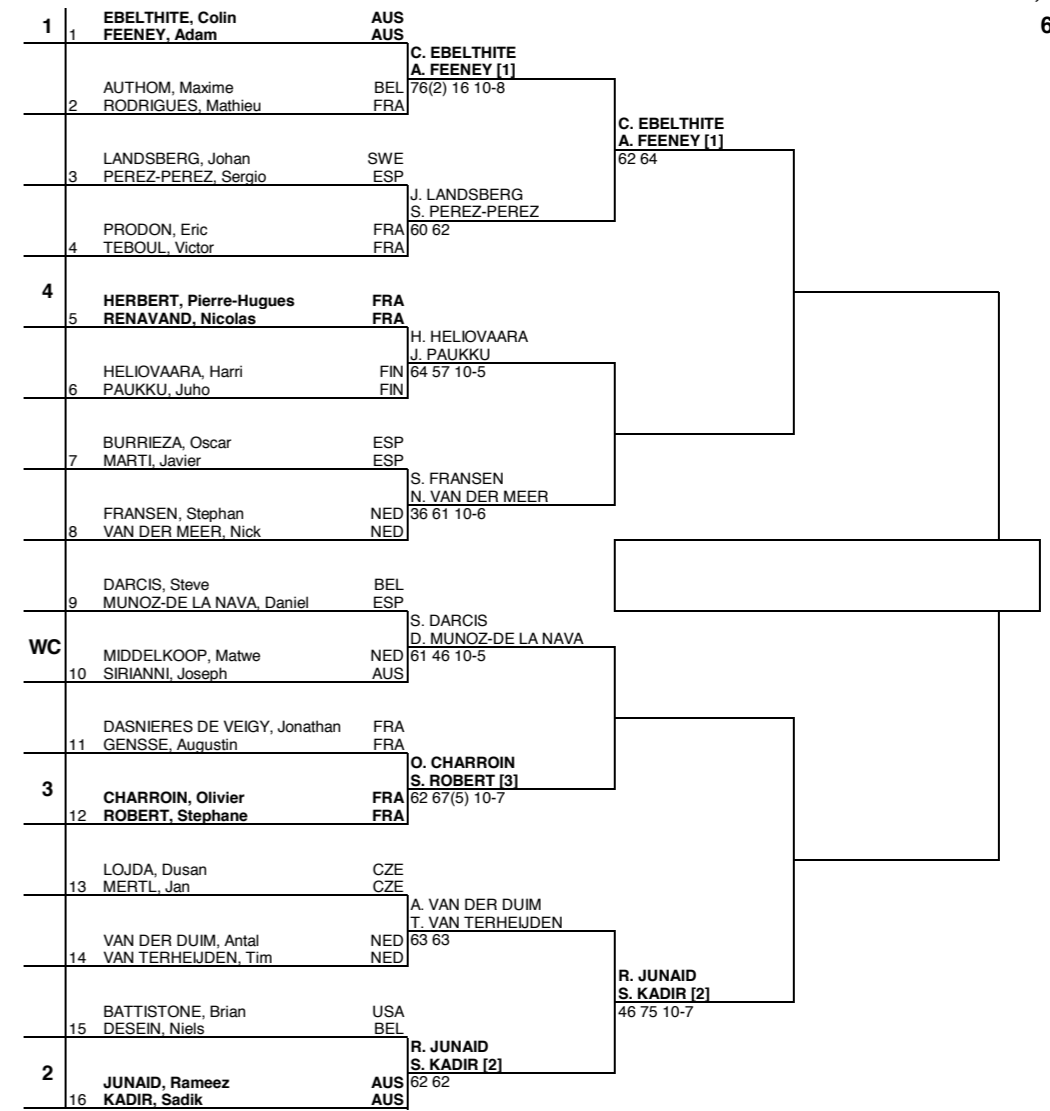 6
1
EBELTHITE, Colin AUS
1 FEENEY, Adam AUS
C. EBELTHITE
A. FEENEY [1]
AUTHOM, Maxime BEL 76(2) 16 10-8
2 RODRIGUES, Mathieu FRA
C. EBELTHITE
A. FEENEY [1]
LANDSBERG, Johan SWE 62 64
3 PEREZ-PEREZ, Sergio ESP
J. LANDSBERG
S. PEREZ-PEREZ
PRODON, Eric FRA 60 62
4 TEBOUL, Victor FRA
4
HERBERT, Pierre-Hugues FRA
5 RENAVAND, Nicolas FRA
H. HELIOVAARA
J. PAUKKU
HELIOVAARA, Harri FIN 64 57 10-5
6 PAUKKU, Juho FIN
BURRIEZA, Oscar ESP
7 MARTI, Javier ESP
S. FRANSEN
N. VAN DER MEER
FRANSEN, Stephan NED 36 61 10-6
8 VAN DER MEER, Nick NED
DARCIS, Steve BEL
9 MUNOZ-DE LA NAVA, Daniel ESP
S. DARCIS
D. MUNOZ-DE LA NAVA
WC
MIDDELKOOP, Matwe NED 61 46 10-5
10 SIRIANNI, Joseph AUS
DASNIERES DE VEIGY, Jonathan FRA
11 GENSSE, Augustin FRA
O. CHARROIN
S. ROBERT [3]
3
CHARROIN, Olivier FRA 62 67(5) 10-7
12 ROBERT, Stephane FRA
LOJDA, Dusan CZE
13 MERTL, Jan CZE
A. VAN DER DUIM
T. VAN TERHEIJDEN
VAN DER DUIM, Antal NED 63 63
14 VAN TERHEIJDEN, Tim NED
R. JUNAID
S. KADIR [2]
BATTISTONE, Brian USA 46 75 10-7
15 DESEIN, Niels BEL
R. JUNAID
S. KADIR [2]
2
JUNAID, Rameez AUS 62 62
16 KADIR, Sadik AUS